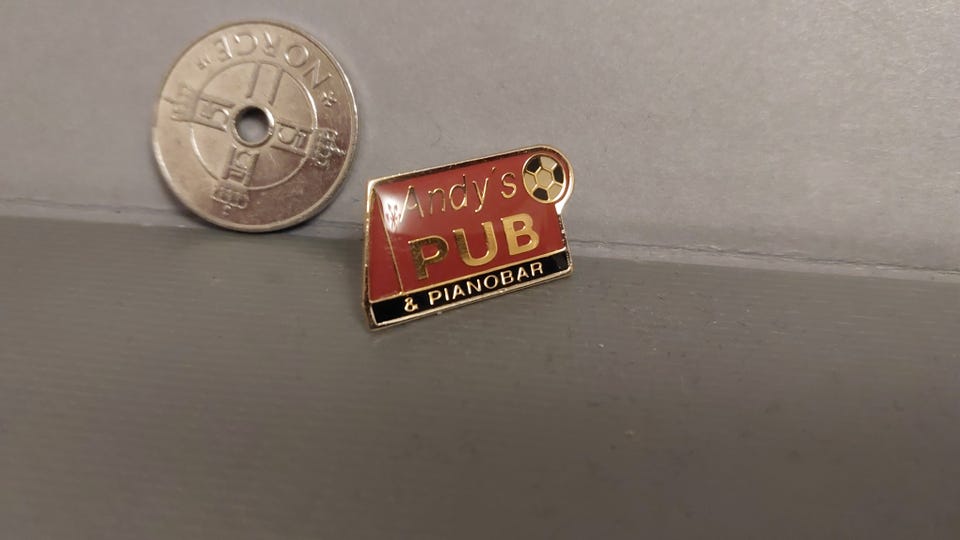 NORGE
Andy's
PUB
& PIANOBAR